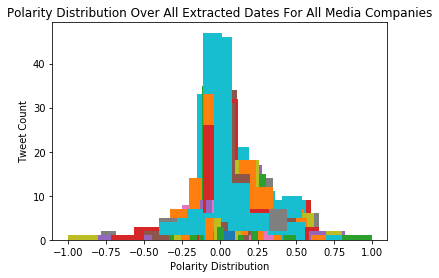 Polarity Distribution Over All Extracted Dates For All Media Companies
40
30
20
10
0
Tweet Count
−1.00 −0.75 −0.50 −0.25 0.00 0.25 0.50 0.75 1.00
Polarity Distribution